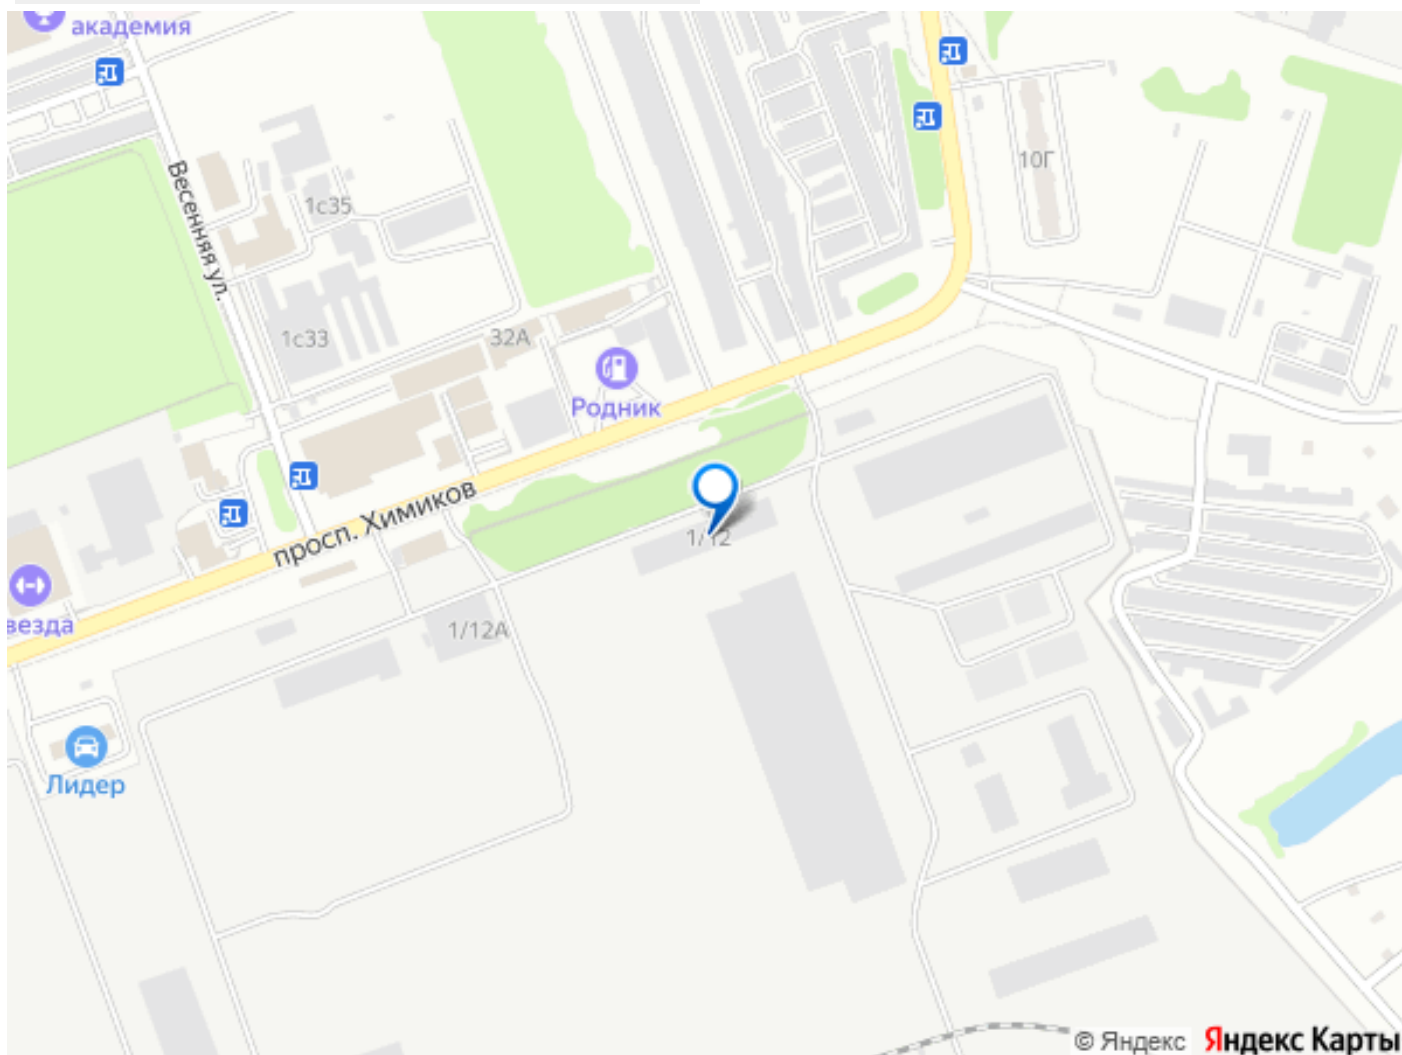 академия
Весенняя ул.
1с35
10Г
1с33
32А
Родник
просп. Химиков
1/12
везда
1/12А
Лидер
© Яндекс Яндекс Карты